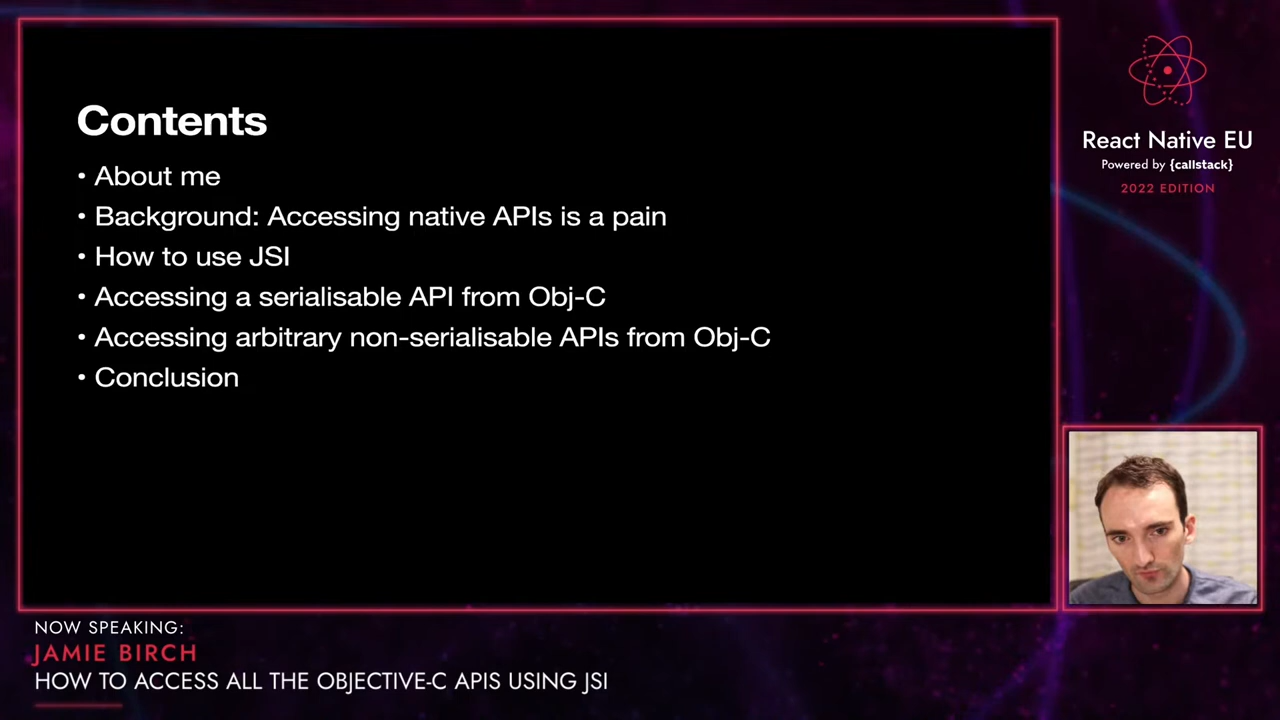 Contents
• About me
• Background: Accessing native APIs is a pain
• How to use JSI
• Accessing a serialisable API from Obj-C
• Accessing arbitrary non-serialisable APIs from Obj-C
• Conclusion
React Native EU
Powered by {callstack}
2022 EDITION
NOW SPEAKING:
JAMIE BIRCH
HOW TO ACCESS ALL THE OBJECTIVE-C APIS USING JSI